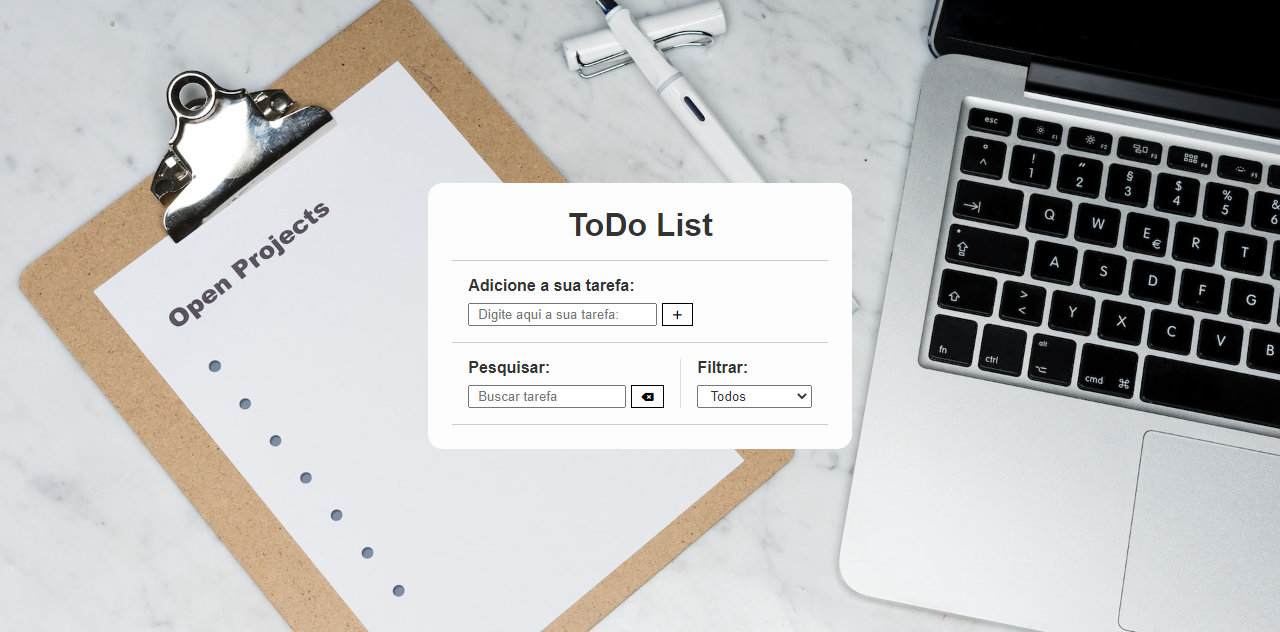 Open Projects
ToDo List
Adicione a sua tarefa:
Digite aqui a sua tarefa:
+
Pesquisar:
Buscar tarefa
Filtrar:
Todos
esc
F1
F2
F3
F4
F5
° ^
! 1
" 2
§ 3
$ 4
% 5
& 6
Q W E € R T
A S D F G
> < Y X C V B
fn ctrl alt cmd